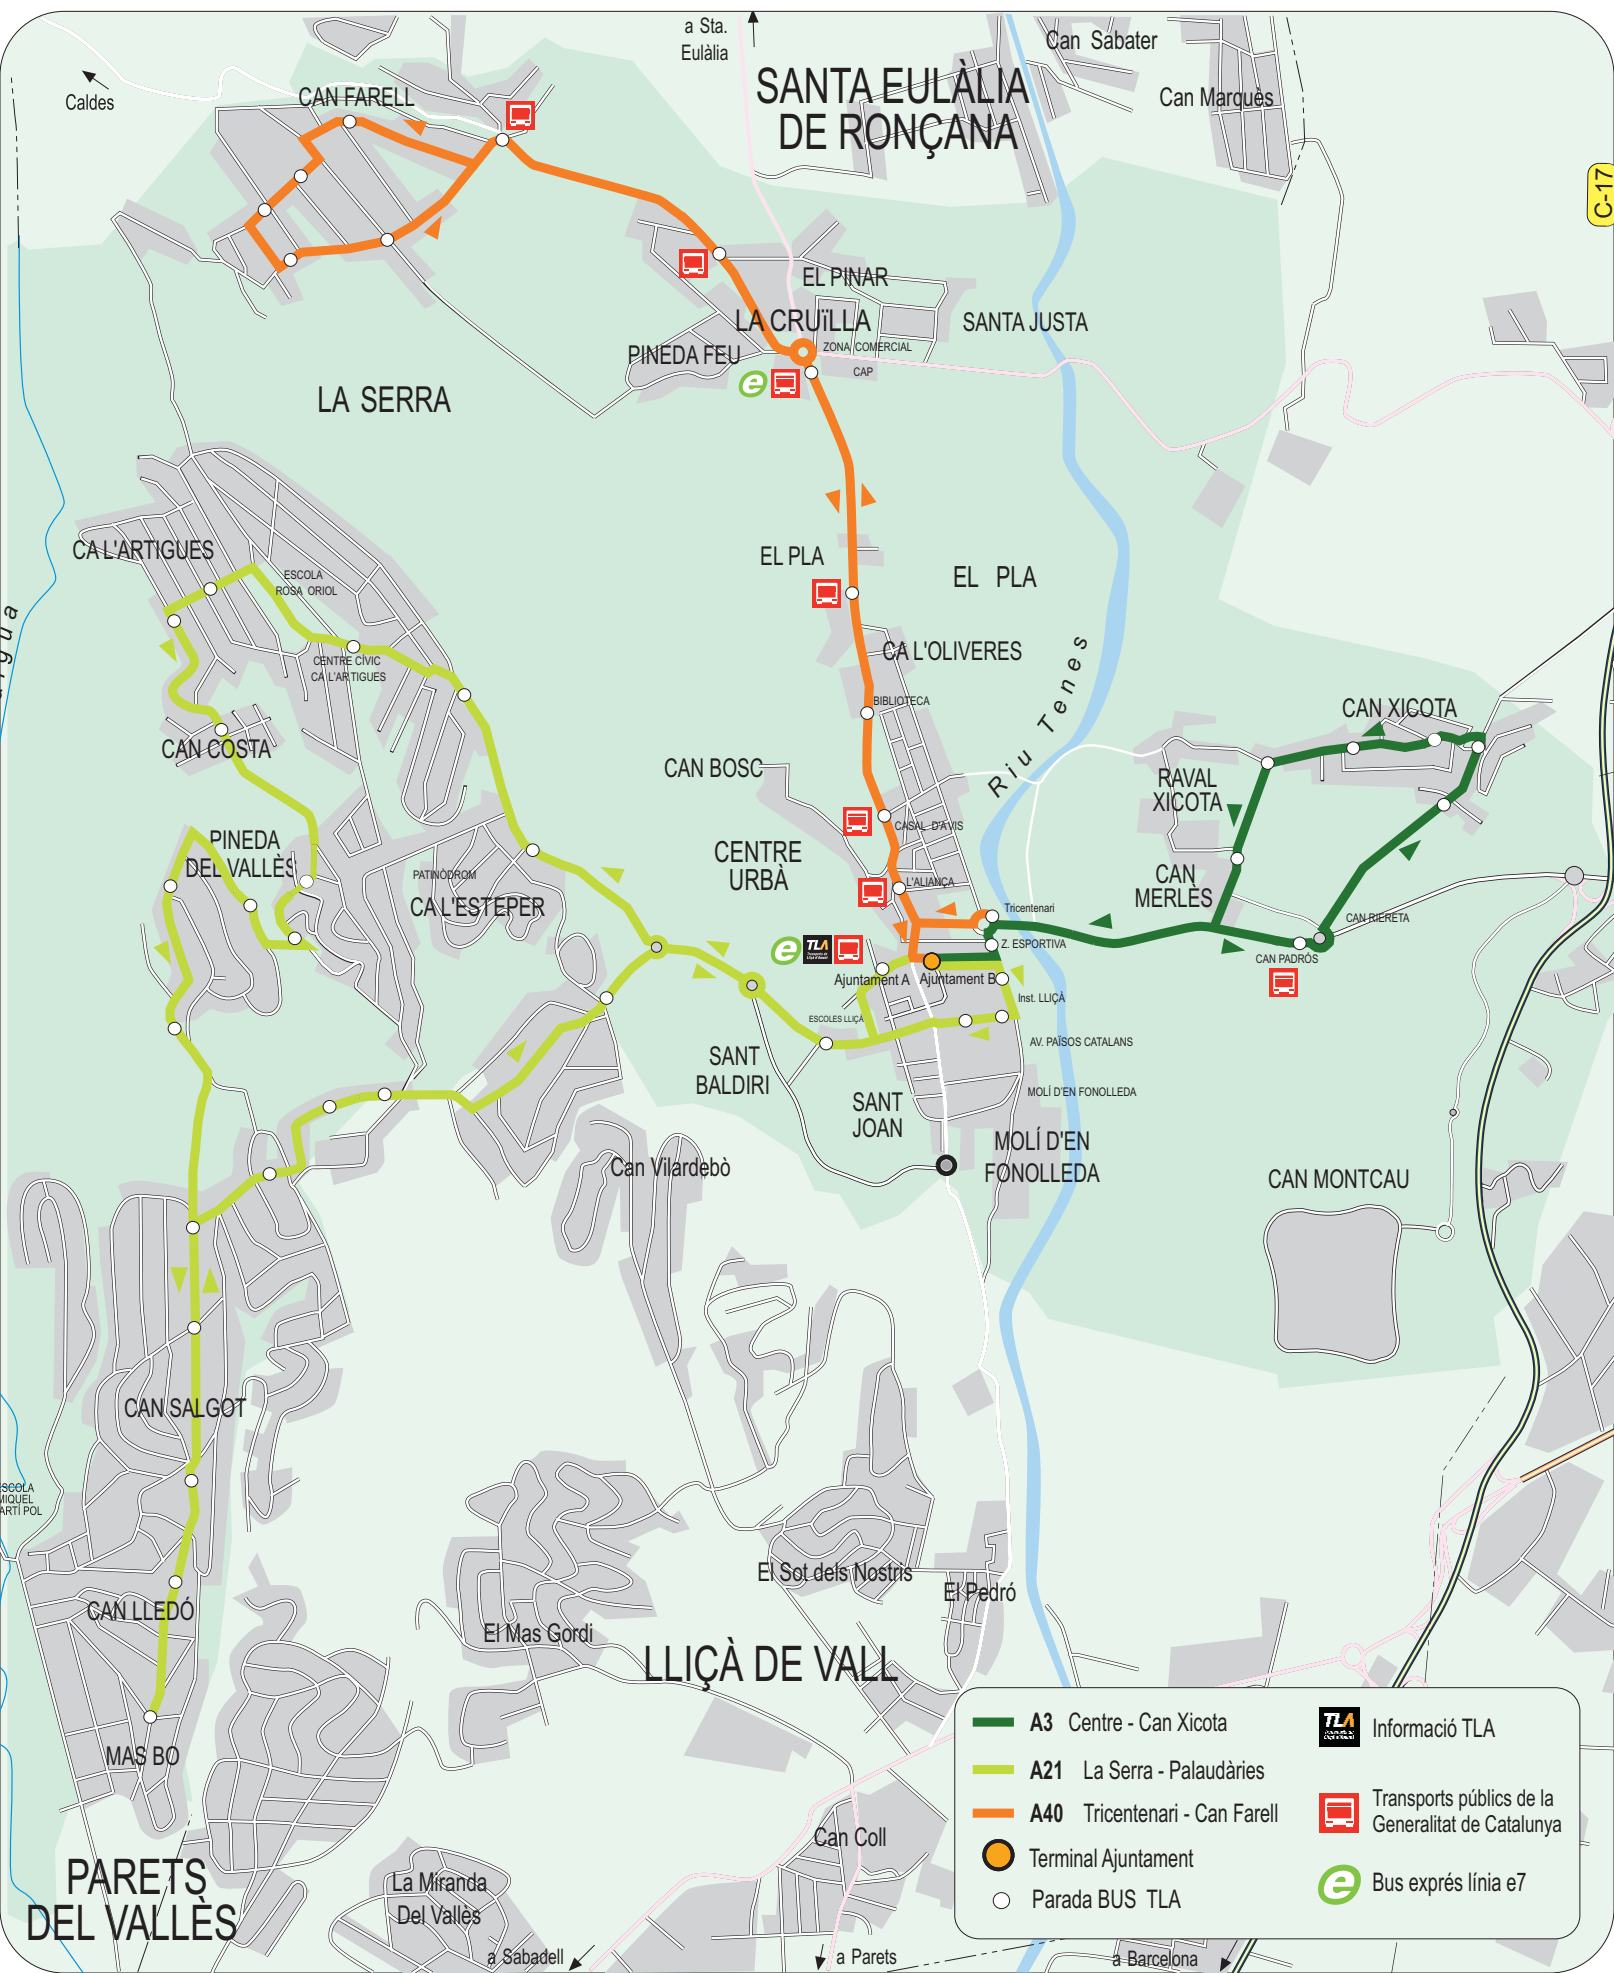 a Sta.
Eulàlia
Can Sabater
SANTA EULÀLIA
DE RONÇANA
Can Marquès
Caldes
CAN FARELL
C-17
EL PINAR
LA CRUïLLA
SANTA JUSTA
ZONA COMERCIAL
PINEDA FEU
CAP
e
LA SERRA
CA L'ARTIGUES
EL PLA
EL PLA
ESCOLA
ROSA ORIOL
CA L'OLIVERES
CENTRE CÍVIC
CA L'ARTIGUES
Riu Tenes
BIBLIOTECA
CAN XICOTA
CAN COSTA
CAN BOSC
RAVAL
XICOTA
CASAL D'AVIS
PINEDA
DEL VALLÈS
CENTRE
URBÀ
PATINÒDROM
L'ALIANÇA
CAN
MERLÈS
CA L'ESTEPER
Tricentenari
CAN RIERETA
e
TLA
Z. ESPORTIVA
CAN PADRÓS
Ajuntament A
Ajuntament B
Inst. LLIÇÀ
ESCOLES LLIÇÀ
AV. PAÏSOS CATALANS
SANT
BALDIRI
MOLÍ D'EN FONOLLEDA
SANT
JOAN
MOLÍ D'EN
FONOLLEDA
Can Vilardebò
CAN MONTCAU
CAN SALGOT
ESCOLA
MIQUEL
MARTÍ POL
El Sot dels Nostris
El Pedró
CAN LLEDÓ
El Mas Gordi
LLIÇÀ DE VALL
MAS BO
A3 Centre - Can Xicota
A21 La Serra - Palaudàries
A40 Tricentenari - Can Farell
Terminal Ajuntament
Parada BUS TLA
TLA
Informació TLA
Transports públics de la
Generalitat de Catalunya
e
Bus exprés línia e7
Can Coll
PARETS
DEL VALLÈS
La Miranda
Del Vallès
a Sabadell
a Parets
a Barcelona